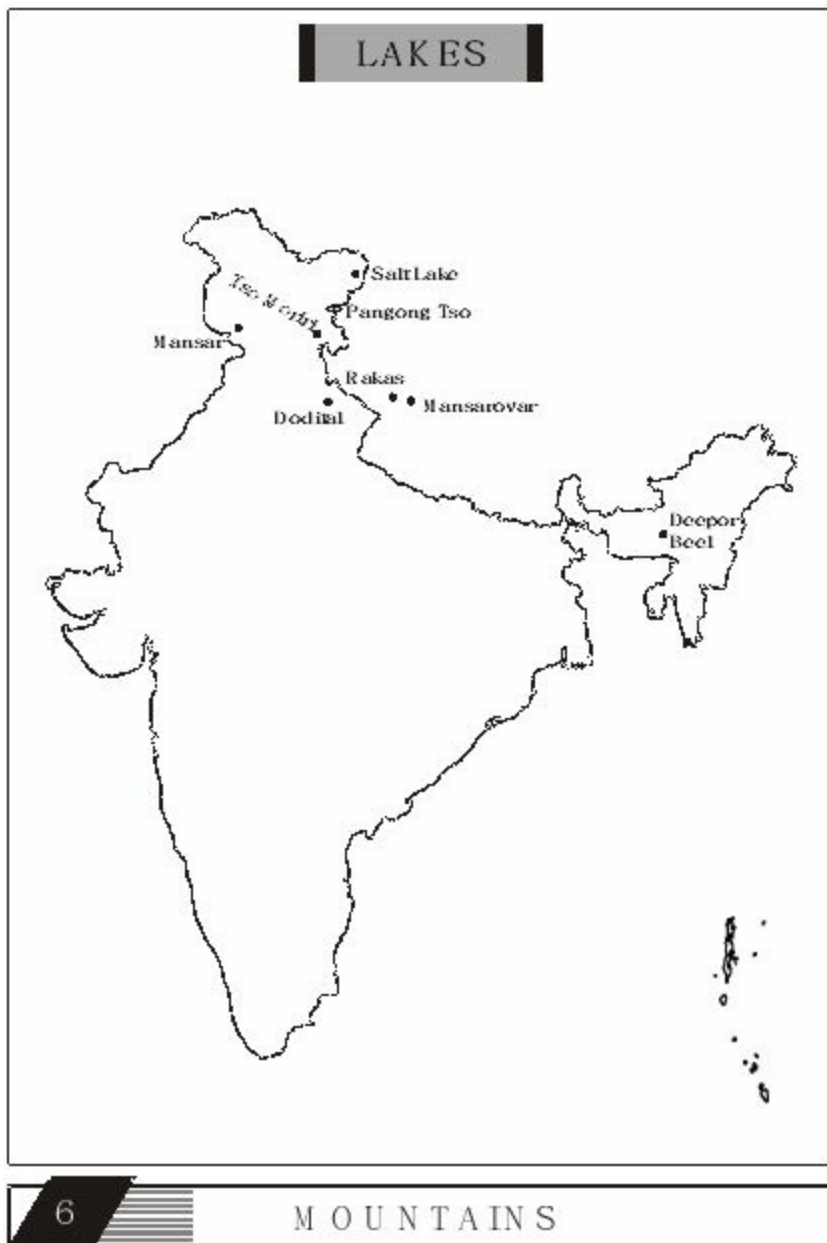 LAKES
Salt Lake
Tso Moriri
Pangong Tso
Mansar
Rakas
Mansarovar
Dodital
Deepor
Beel
6
MOUNTAINS